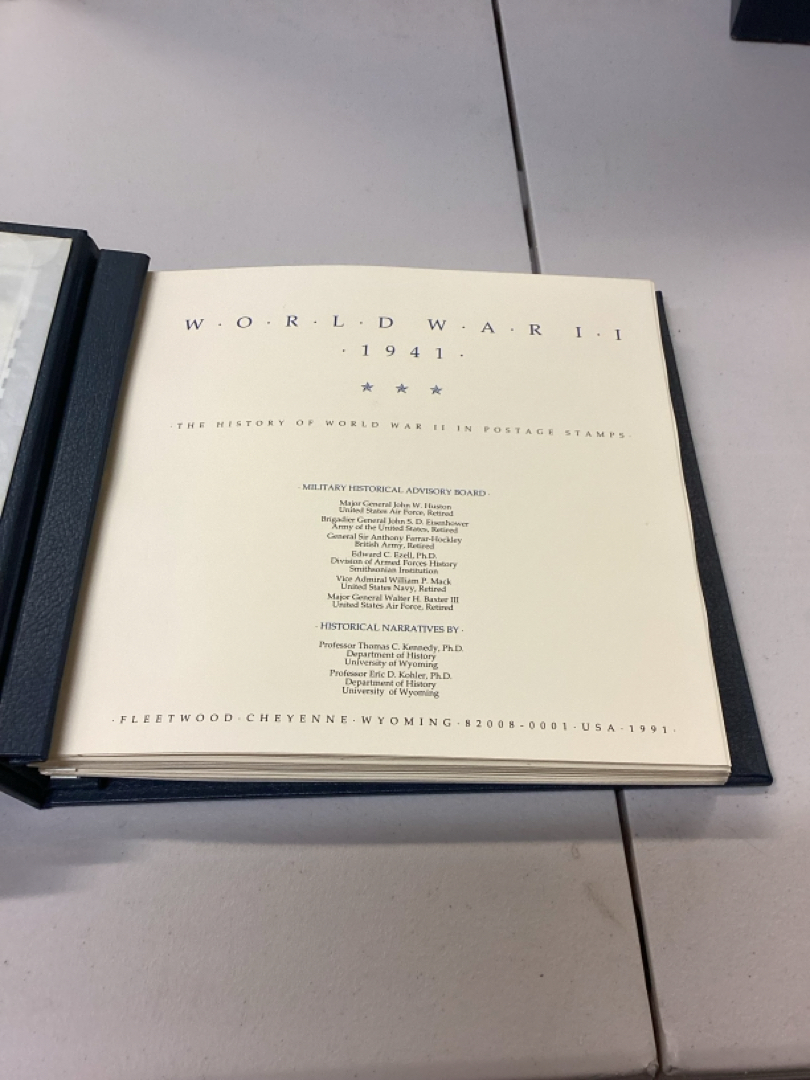 W·O·R·L·D W·A·R I·I
·1941·
·THE HISTORY OF WORLD WAR II IN POSTAGE STAMPS·
·MILITARY HISTORICAL ADVISORY BOARD·
Major General John W. Huston
United States Air Force, Retired
Brigadier General John S. D. Eisenhower
Army of the United States, Retired
General Sir Anthony Farrar-Hockley
British Army, Retired
Edward C. Ezell, Ph.D.
Division of Armed Forces History
Smithsonian Institution
Vice Admiral William P. Mack
United States Navy, Retired
Major General Walter H. Baxter III
United States Air Force, Retired
·HISTORICAL NARRATIVES BY·
Professor Thomas C. Kennedy, Ph.D.
Department of History
University of Wyoming
Professor Eric D. Kohler, Ph.D.
Department of History
University of Wyoming
·FLEETWOOD·CHEYENNE·WYOMING·82008-0001·USA·1991·